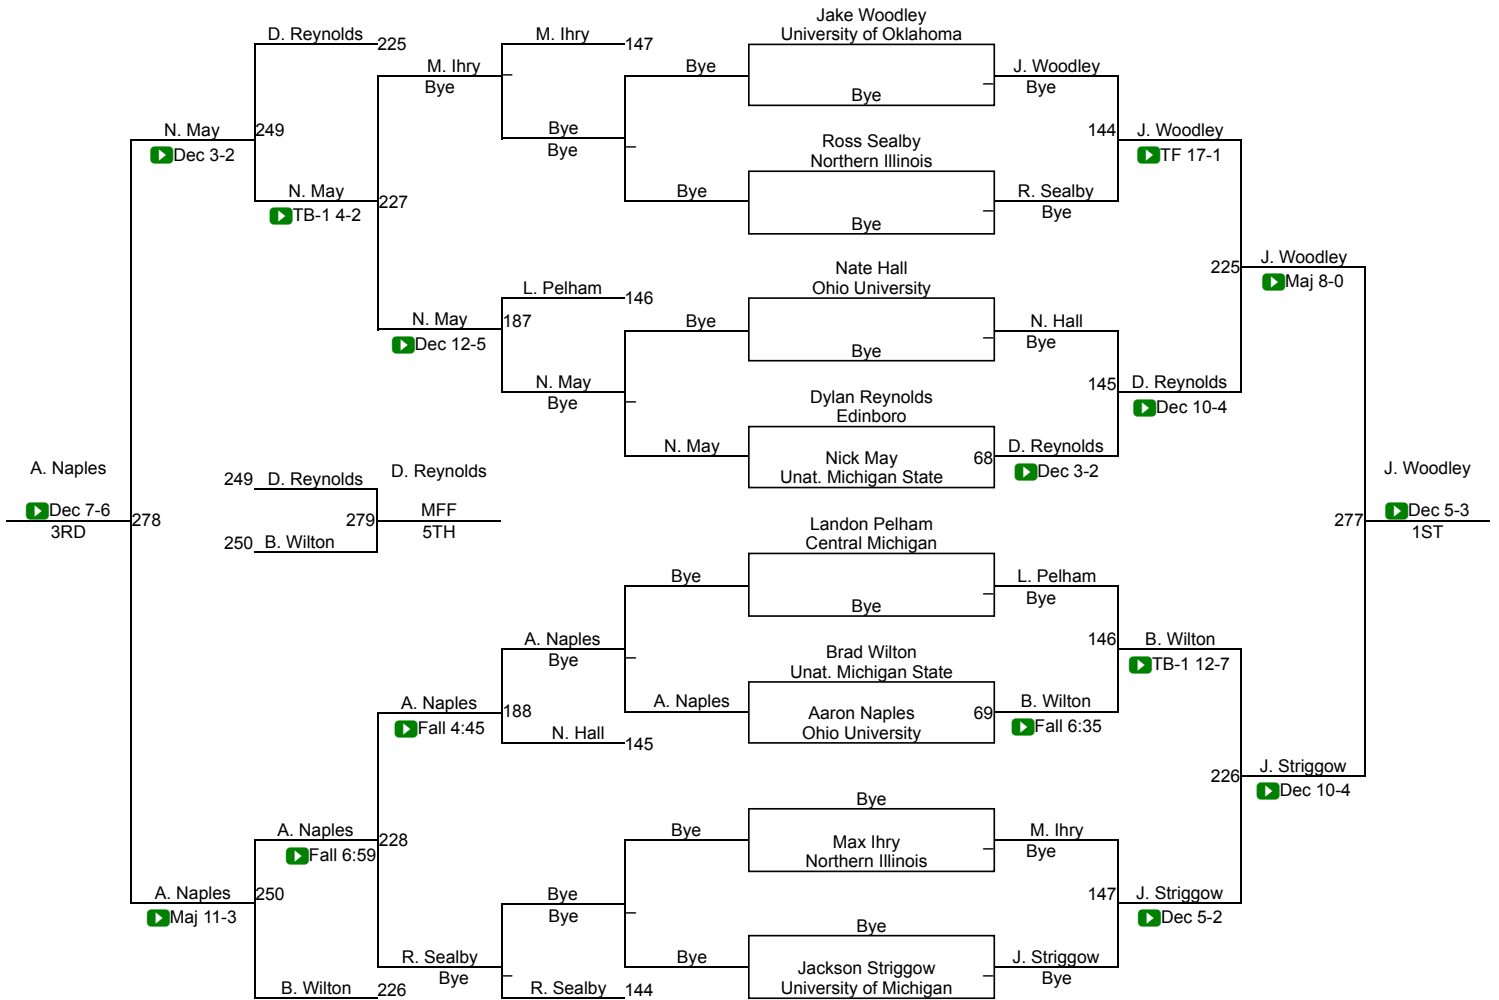 Jake Woodley
University of Oklahoma
D. Reynolds
225
M. Ihry
147
M. Ihry
Bye
Bye
Bye
J. Woodley
Bye
N. May
249
Dec 3-2
Bye
Bye
Ross Sealby
Northern Illinois
144
J. Woodley
TF 17-1
N. May
227
TB-1 4-2
Bye
Bye
R. Sealby
Bye
Nate Hall
Ohio University
225
J. Woodley
Maj 8-0
L. Pelham
146
N. May
187
Dec 12-5
Bye
Bye
N. Hall
Bye
N. May
Bye
Dylan Reynolds
Edinboro
145
D. Reynolds
Dec 10-4
N. May
Nick May
Unat. Michigan State
68
D. Reynolds
Dec 3-2
A. Naples
Dec 7-6
3RD
278
249
D. Reynolds
D. Reynolds
279
MFF
5TH
250
B. Wilton
J. Woodley
277
Dec 5-3
1ST
Landon Pelham
Central Michigan
Bye
Bye
L. Pelham
Bye
A. Naples
Bye
Brad Wilton
Unat. Michigan State
146
B. Wilton
TB-1 12-7
A. Naples
188
Fall 4:45
A. Naples
Aaron Naples
Ohio University
69
B. Wilton
Fall 6:35
N. Hall
145
226
J. Striggow
Dec 10-4
Bye
A. Naples
228
Fall 6:59
Bye
Max Ihry
Northern Illinois
M. Ihry
Bye
A. Naples
250
Maj 11-3
Bye
Bye
147
J. Striggow
Dec 5-2
Bye
R. Sealby
Bye
Bye
Jackson Striggow
University of Michigan
J. Striggow
Bye
B. Wilton
226
R. Sealby
144